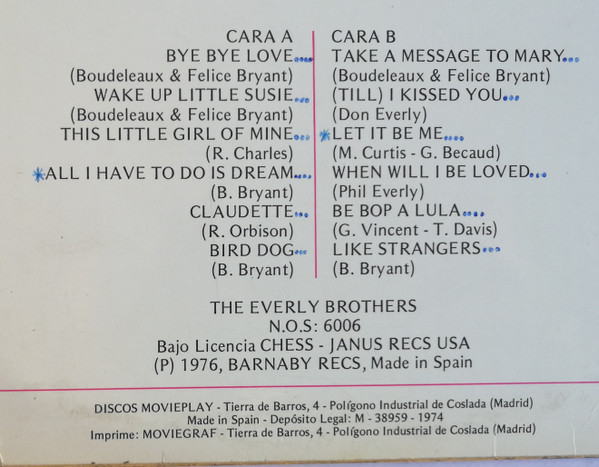 CARA A
BYE BYE LOVE....
(Boudeleaux & Felice Bryant)
WAKE UP LITTLE SUSIE...
(Boudeleaux & Felice Bryant)
THIS LITTLE GIRL OF MINE...
(R. Charles)
*ALL I HAVE TO DO IS DREAM....
(B. Bryant)
CLAUDETTE...
(R. Orbison)
BIRD DOG...
(B. Bryant)
CARA B
TAKE A MESSAGE TO MARY...
(Boudeleaux & Felice Bryant)
(TILL) I KISSED YOU...
(Don Everly)
*LET IT BE ME....
(M. Curtis - G. Becaud)
WHEN WILL I BE LOVED...
(Phil Everly)
BE BOP A LULA....
(G. Vincent - T. Davis)
LIKE STRANGERS...
(B. Bryant)
THE EVERLY BROTHERS
N.O.S: 6006
Bajo Licencia CHESS - JANUS RECS USA
(P) 1976, BARNABY RECS, Made in Spain
DISCOS MOVIEPLAY - Tierra de Barros, 4 - Polígono Industrial de Coslada (Madrid)
Made in Spain - Depósito Legal: M - 38959 - 1974
Imprime: MOVIEGRAF - Tierra de Barros, 4 - Polígono Industrial de Coslada (Madrid)